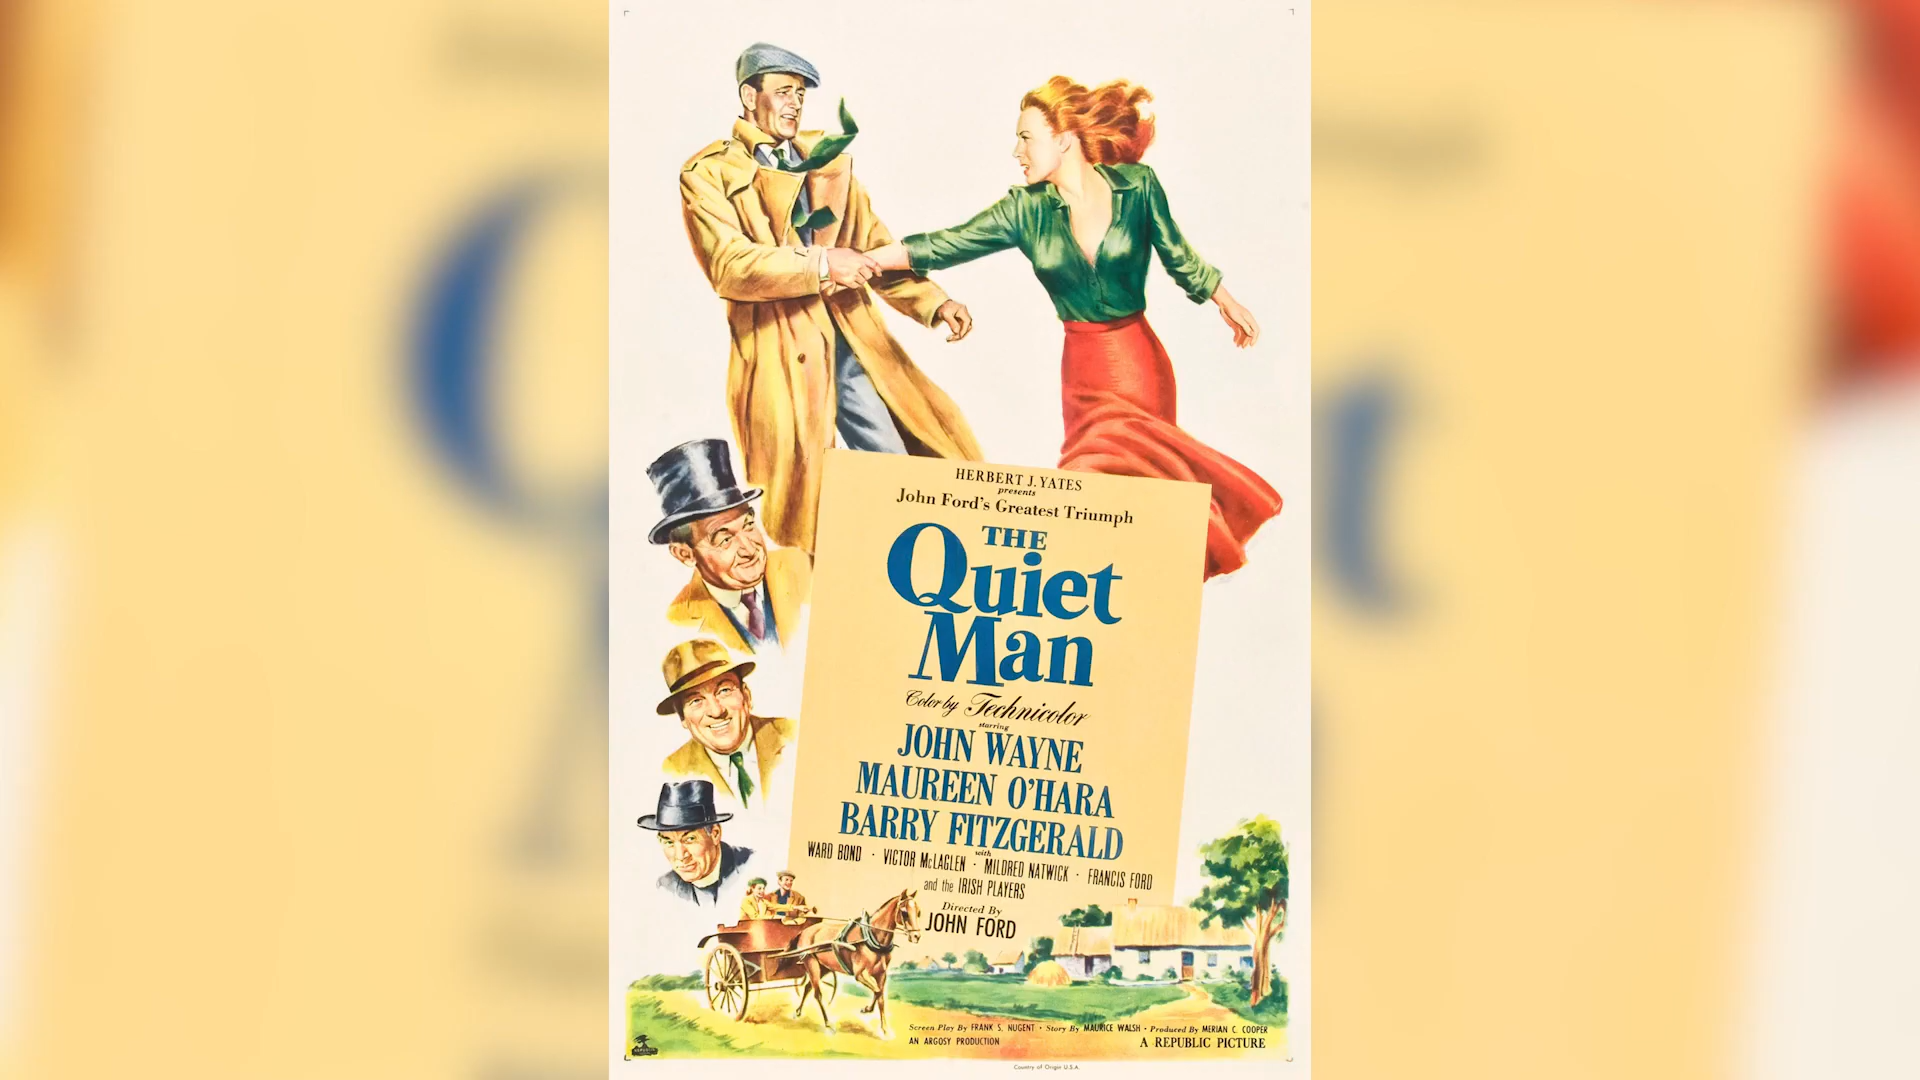 HERBERT J. YATES
presents
John Ford's Greatest Triumph
THE
Quiet
Man
Color by Technicolor
starring
JOHN WAYNE
MAUREEN O'HARA
BARRY FITZGERALD
with
WARD BOND · VICTOR McLAGLEN · MILDRED NATWICK · FRANCIS FORD
and the IRISH PLAYERS
Directed By
JOHN FORD
Screen Play By FRANK S. NUGENT · Story By MAURICE WALSH · Produced By MERIAN C. COOPER
AN ARGOSY PRODUCTION
A REPUBLIC PICTURE
Country of Origin U.S.A.